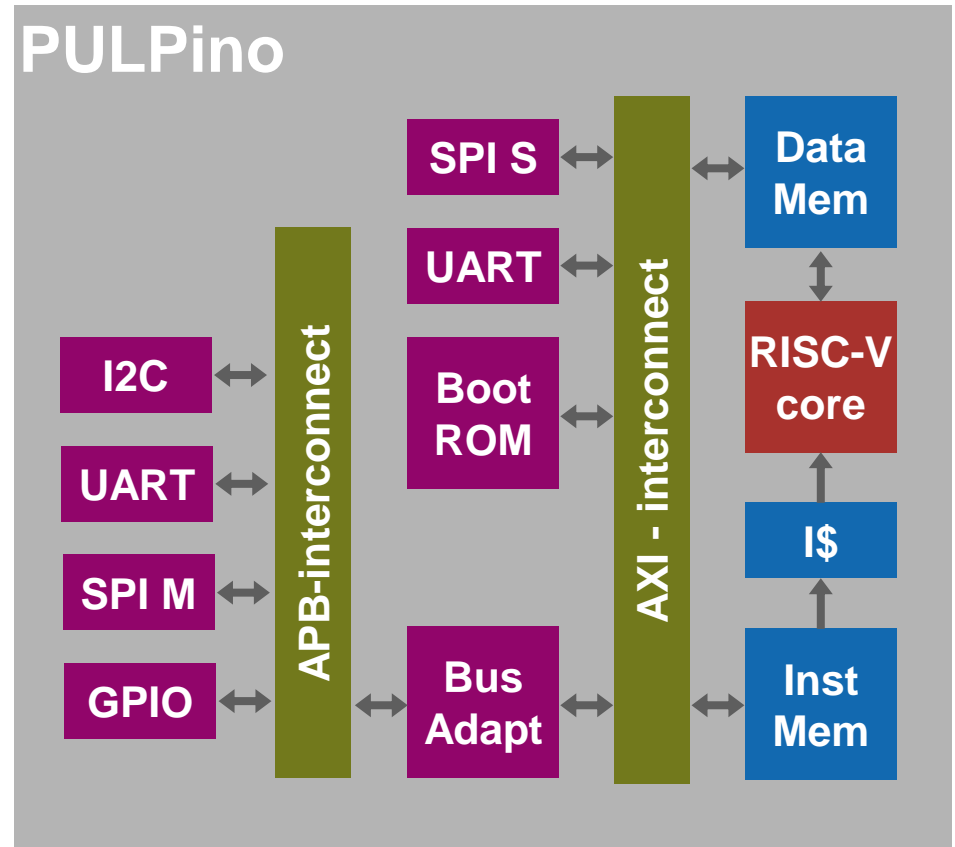 PULPino
SPI S
UART
Boot
ROM
Bus
Adapt
I2C
UART
SPI M
GPIO
APB-interconnect
AXI - interconnect
Data
Mem
RISC-V
core
I$
Inst
Mem